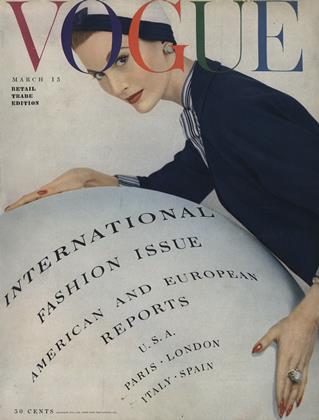 VOGUE
MARCH 15
RETAIL
TRADE
EDITION
INTERNATIONAL
FASHION ISSUE
AMERICAN AND EUROPEAN
REPORTS
U.S.A.
PARIS · LONDON
ITALY · SPAIN
50 CENTS